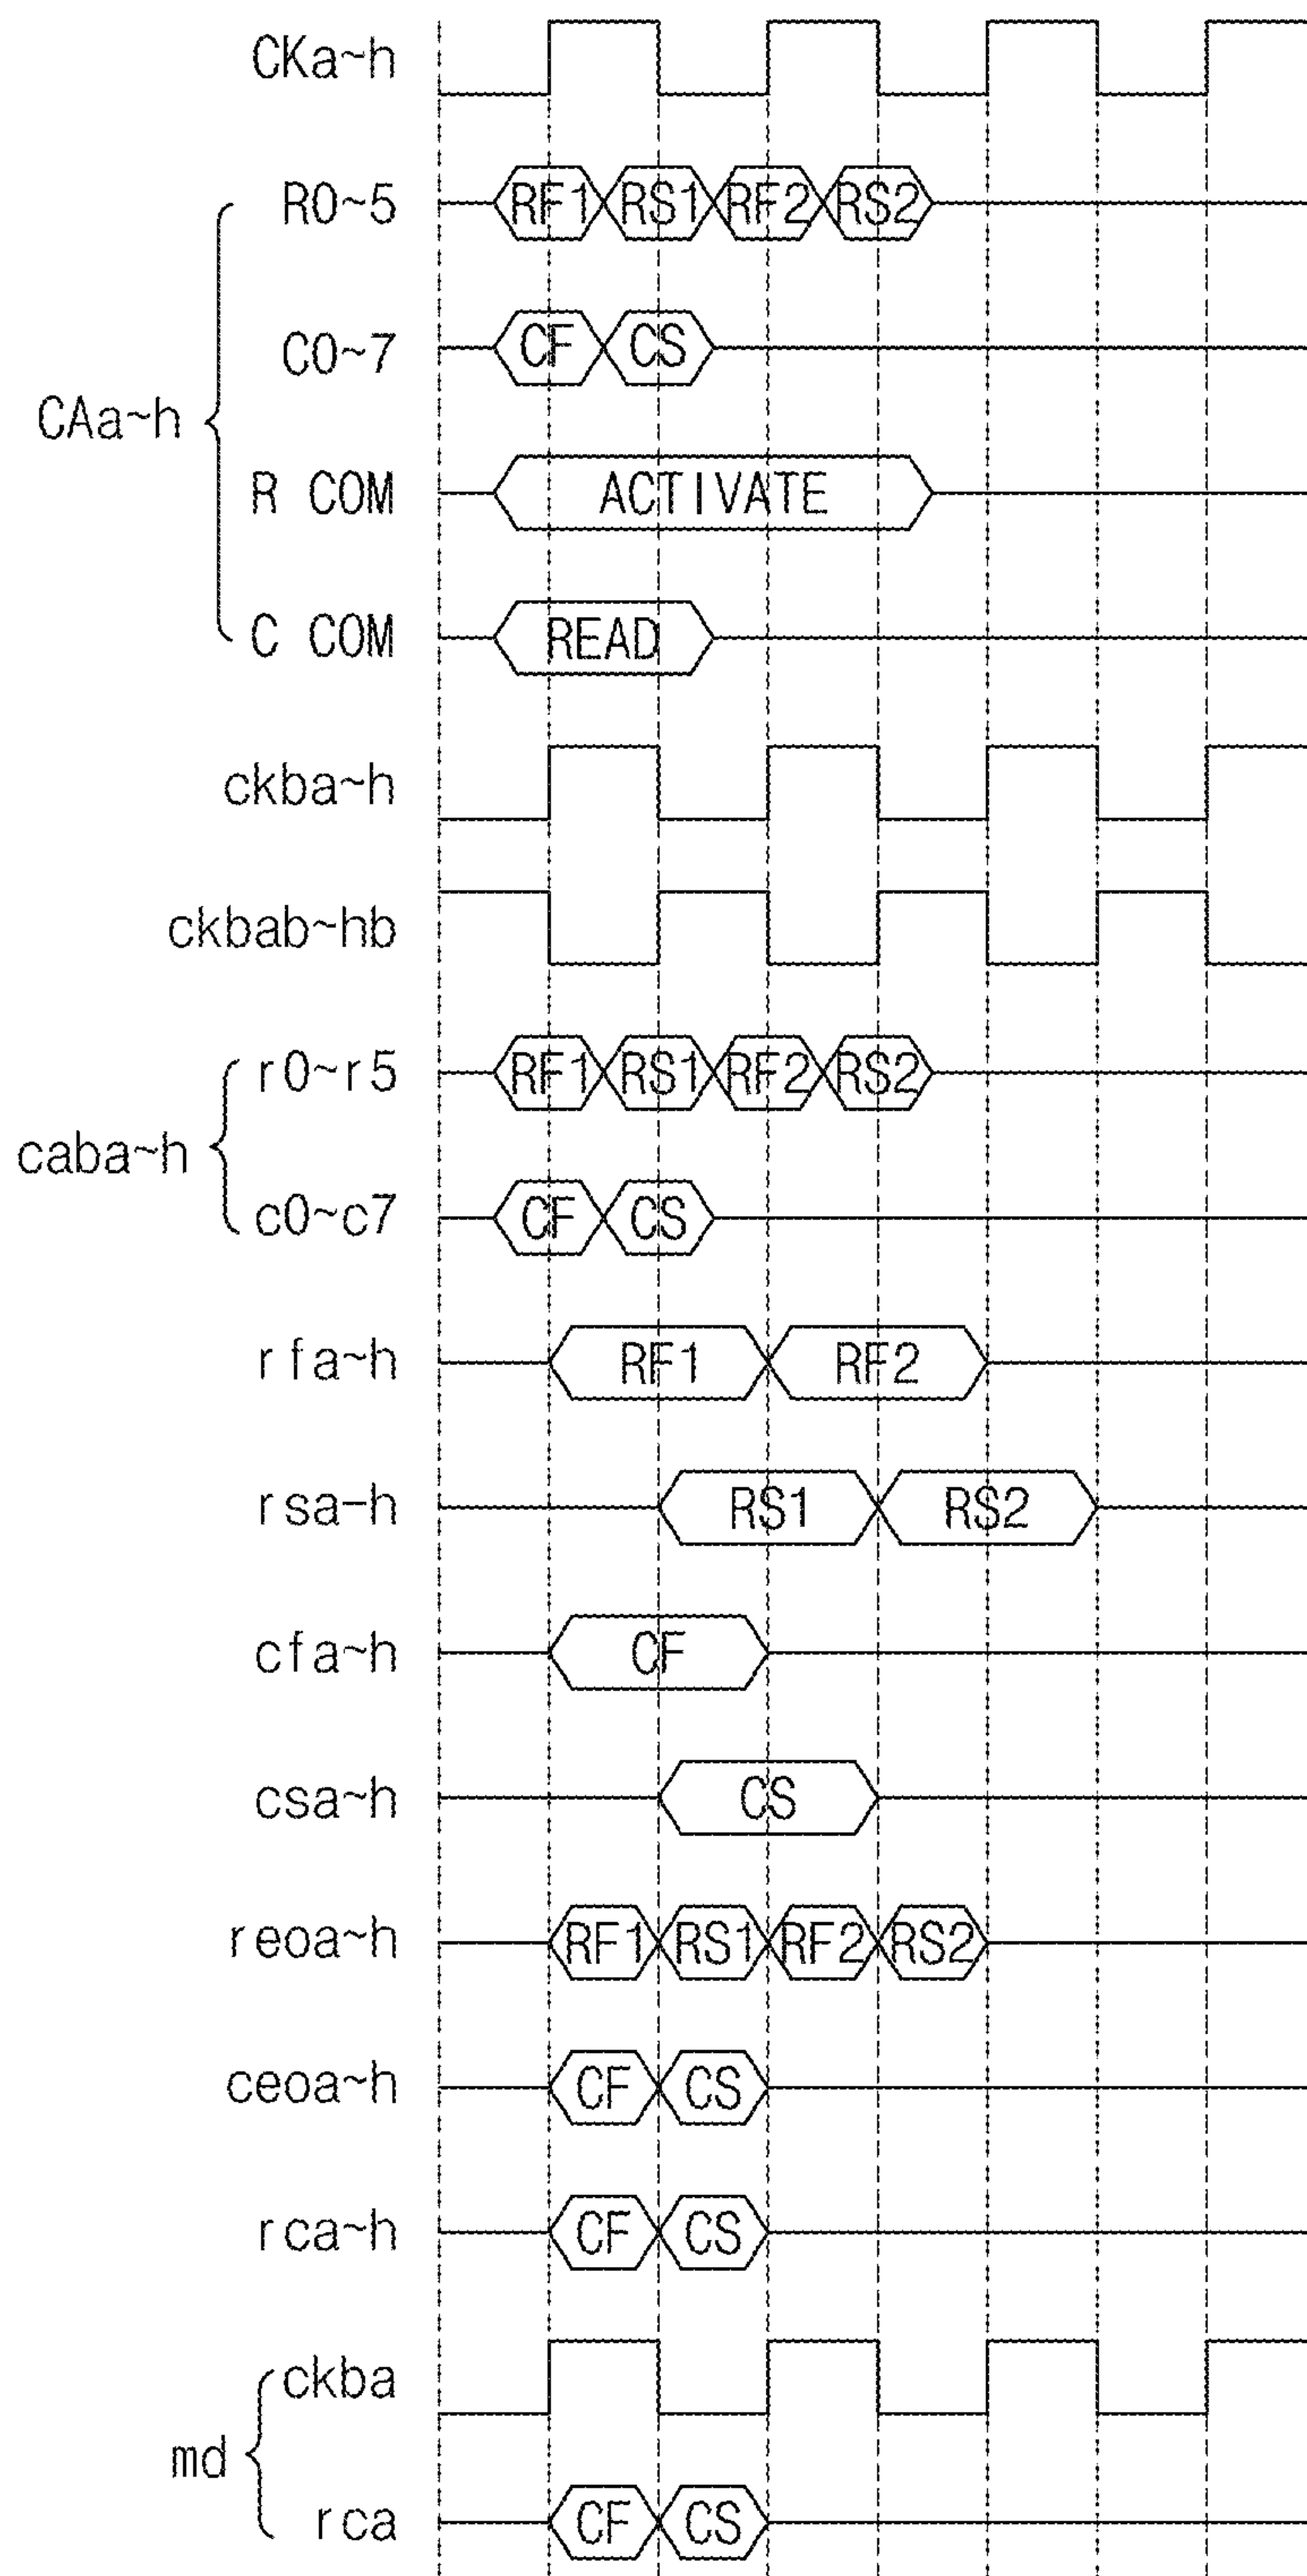 CKa~h
R0~5 RF1 RS1 RF2 RS2
C0~7 CF CS
CAa~h
R COM ACTIVATE
C COM READ
ckba~h
ckbab~hb
r0~r5 RF1 RS1 RF2 RS2
caba~h
c0~c7 CF CS
rfa~h RF1 RF2
rsa-h RS1 RS2
cfa~h CF
csa~h CS
reoa~h RF1 RS1 RF2 RS2
ceoa~h CF CS
rca~h CF CS
ckba
md
rca CF CS